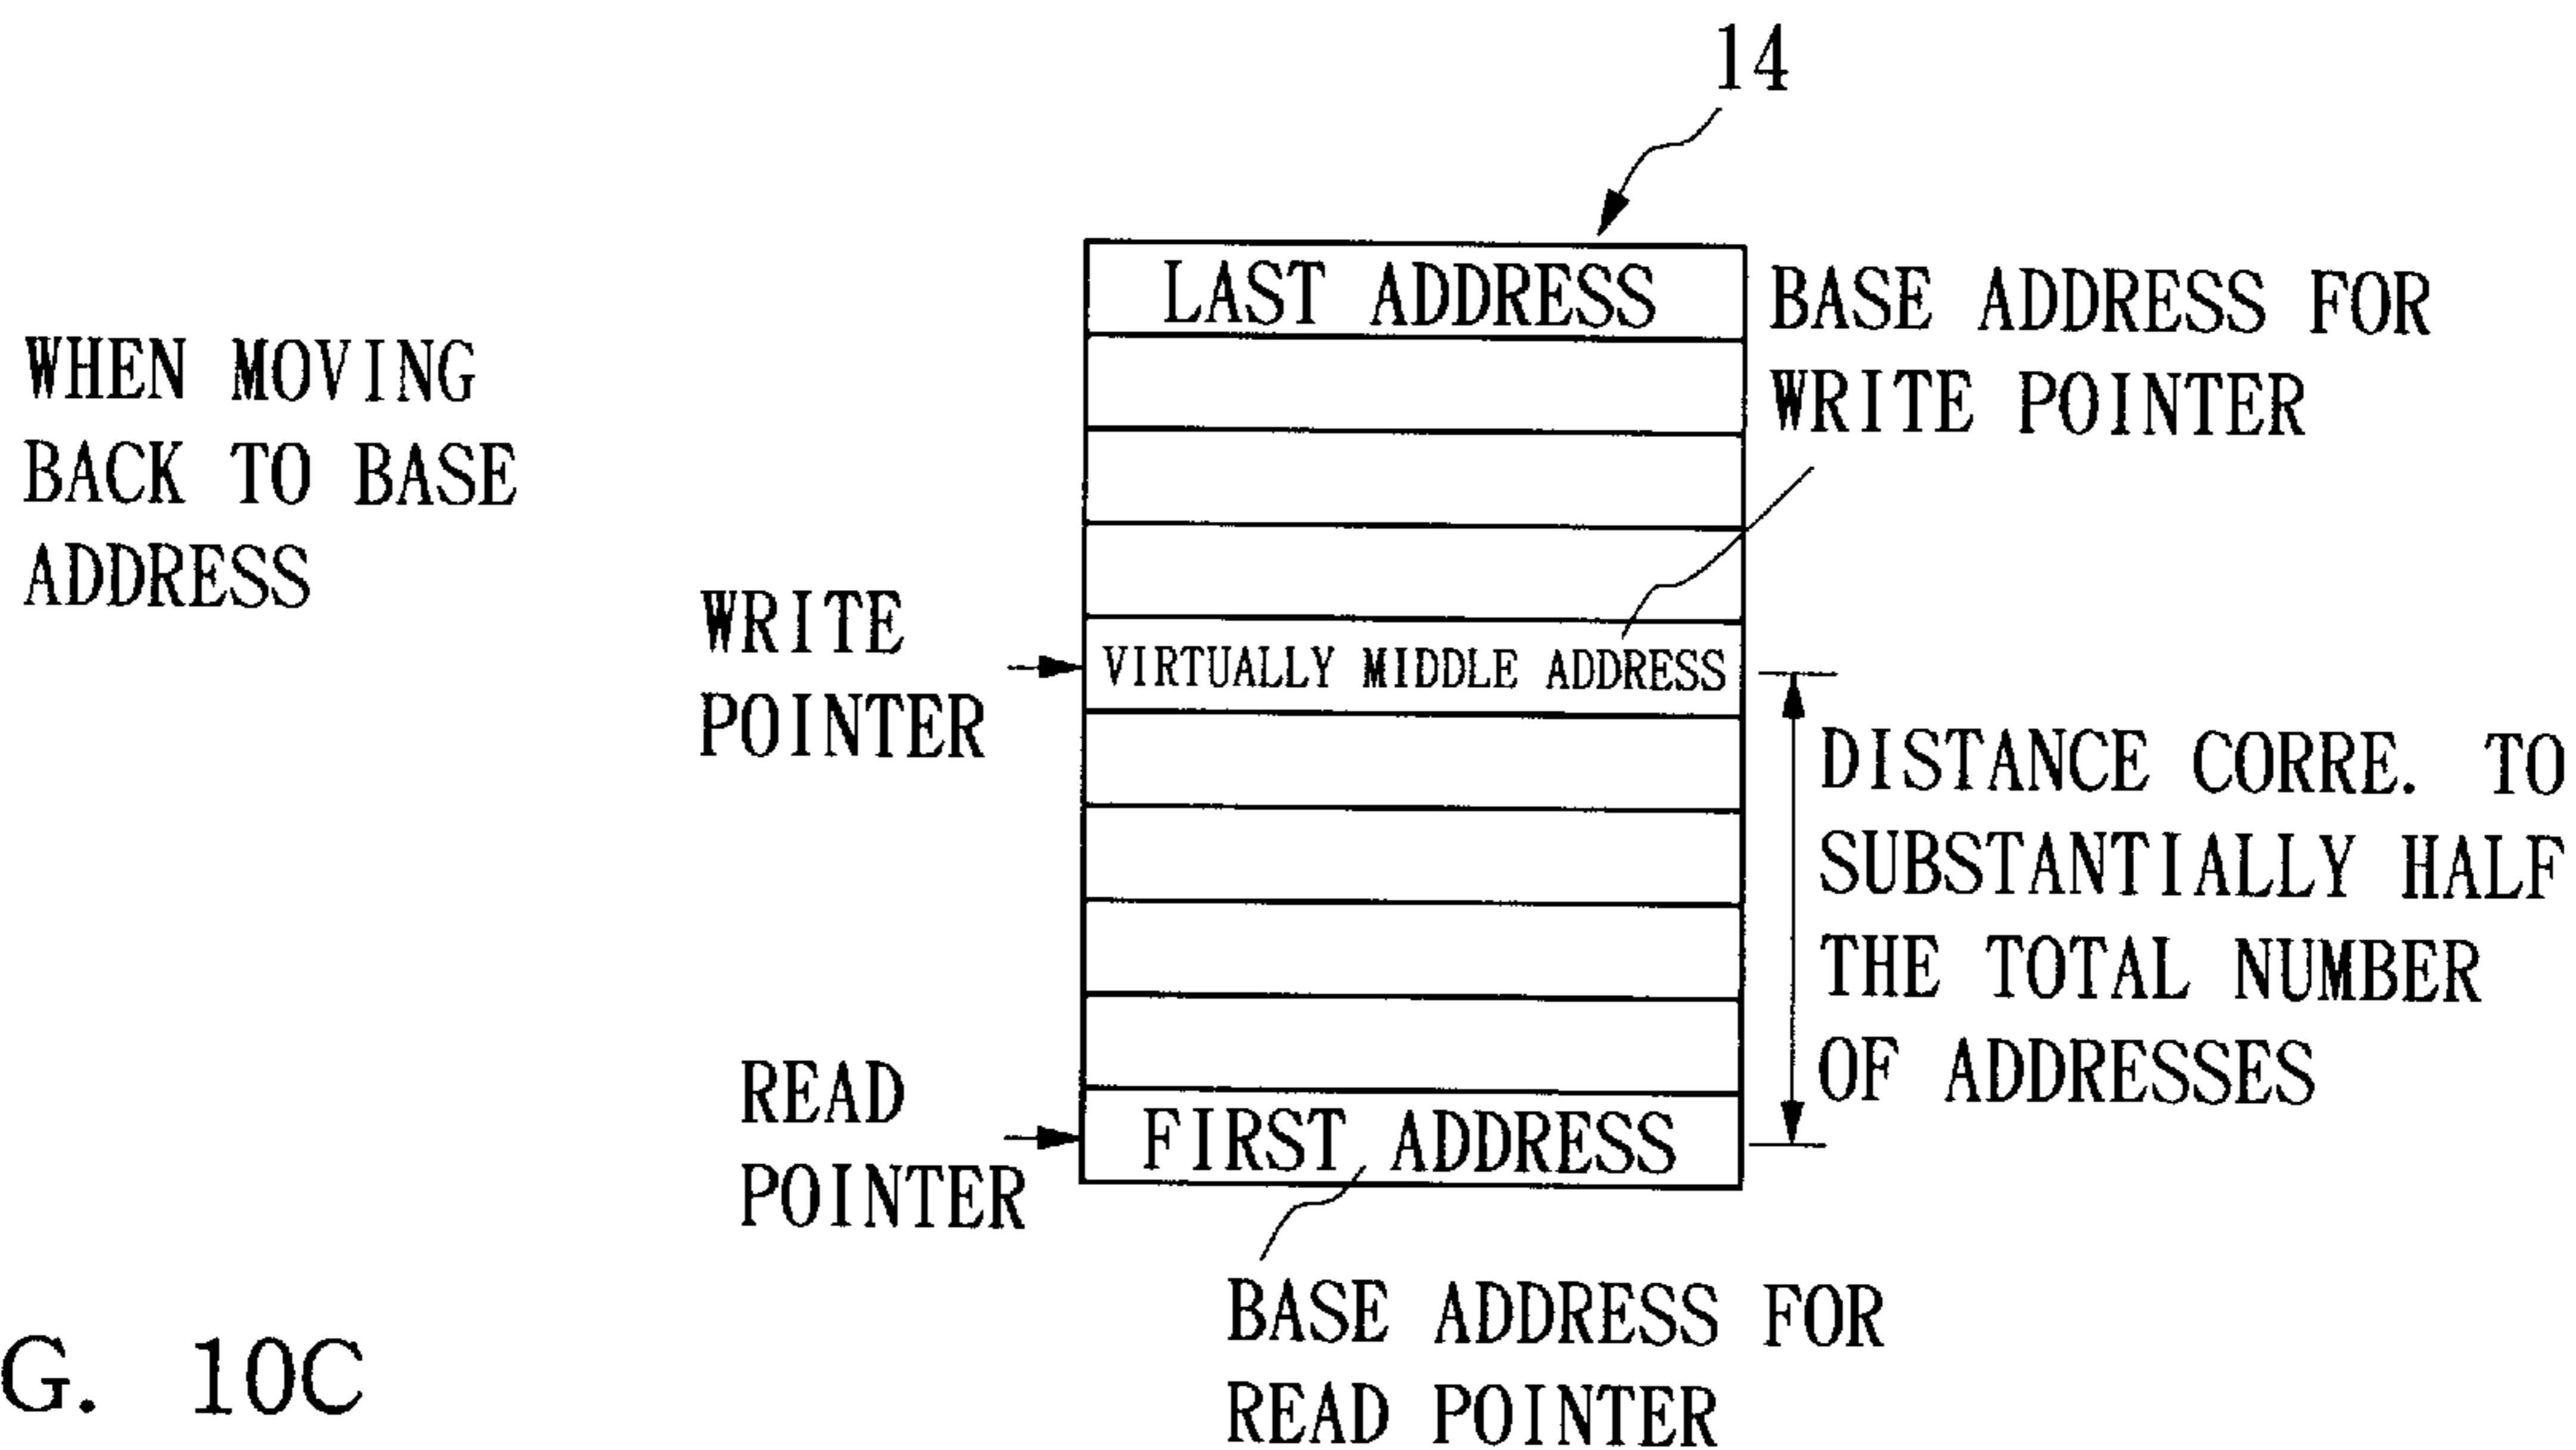 14
LAST ADDRESS
BASE ADDRESS FOR
WRITE POINTER
WHEN MOVING
BACK TO BASE
ADDRESS
WRITE
POINTER
VIRTUALLY MIDDLE ADDRESS
DISTANCE CORRE. TO
SUBSTANTIALLY HALF
THE TOTAL NUMBER
OF ADDRESSES
READ
POINTER
FIRST ADDRESS
BASE ADDRESS FOR
READ POINTER
G. 10C